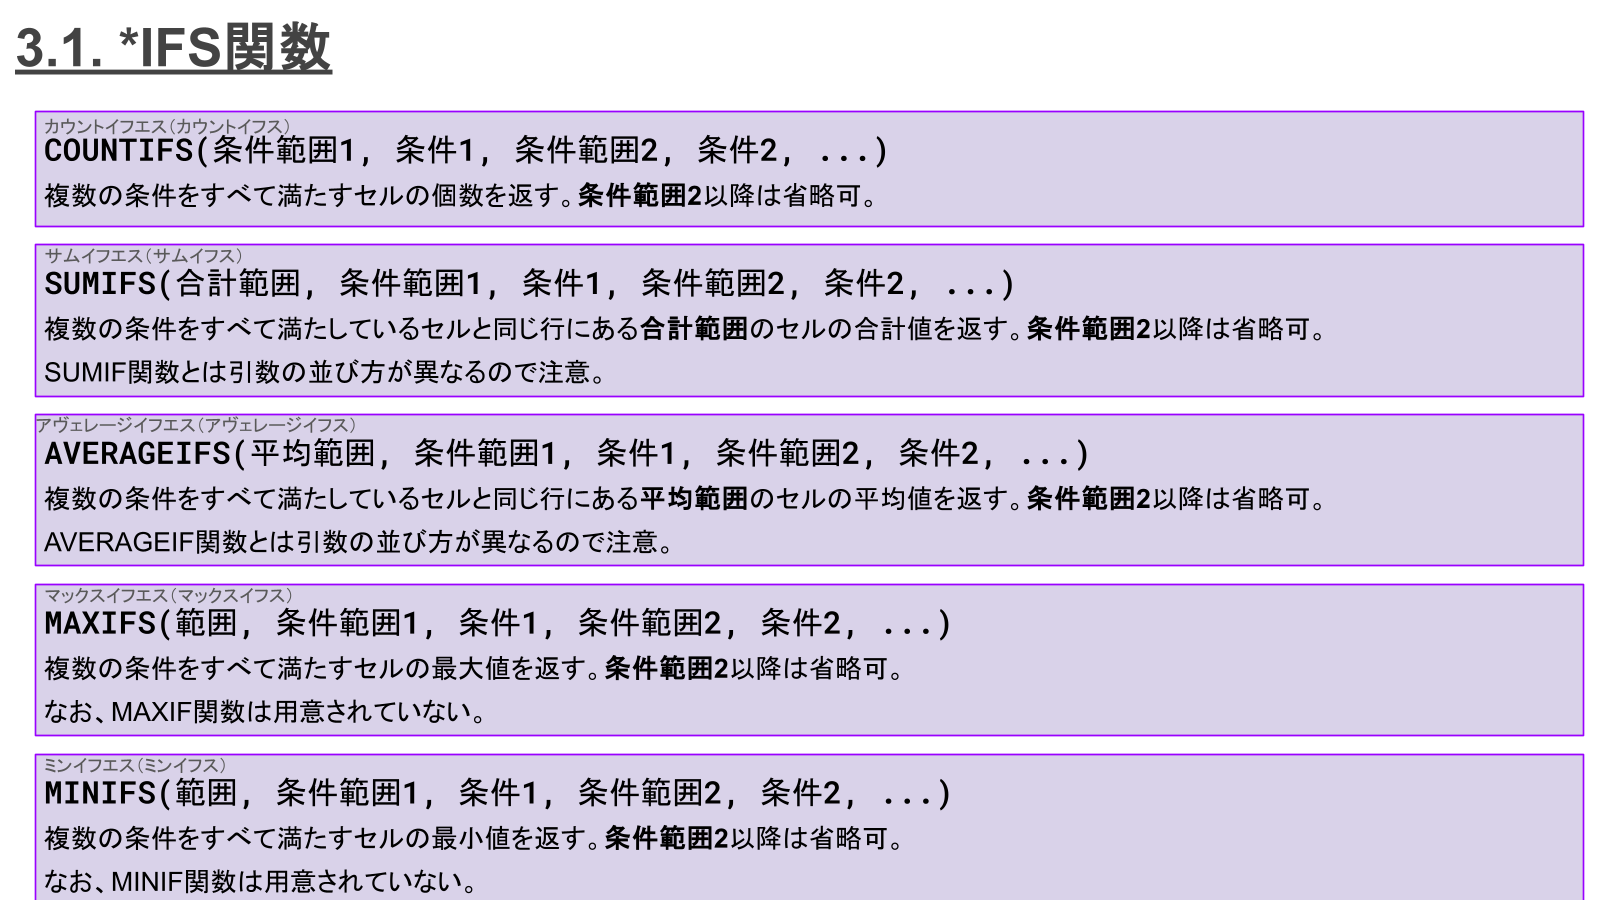 3.1. *IFS関数
カウントイフエス（カウントイフス）
COUNTIFS(条件範囲1, 条件1, 条件範囲2, 条件2, ...)
複数の条件をすべて満たすセルの個数を返す。条件範囲2以降は省略可。
サムイフエス（サムイフス）
SUMIFS(合計範囲, 条件範囲1, 条件1, 条件範囲2, 条件2, ...)
複数の条件をすべて満たしているセルと同じ行にある合計範囲のセルの合計値を返す。条件範囲2以降は省略可。
SUMIF関数とは引数の並び方が異なるので注意。
アヴェレージイフエス（アヴェレージイフス）
AVERAGEIFS(平均範囲, 条件範囲1, 条件1, 条件範囲2, 条件2, ...)
複数の条件をすべて満たしているセルと同じ行にある平均範囲のセルの平均値を返す。条件範囲2以降は省略可。
AVERAGEIF関数とは引数の並び方が異なるので注意。
マックスイフエス（マックスイフス）
MAXIFS(範囲, 条件範囲1, 条件1, 条件範囲2, 条件2, ...)
複数の条件をすべて満たすセルの最大値を返す。条件範囲2以降は省略可。
なお、MAXIF関数は用意されていない。
ミンイフエス（ミンイフス）
MINIFS(範囲, 条件範囲1, 条件1, 条件範囲2, 条件2, ...)
複数の条件をすべて満たすセルの最小値を返す。条件範囲2以降は省略可。
なお、MINIF関数は用意されていない。